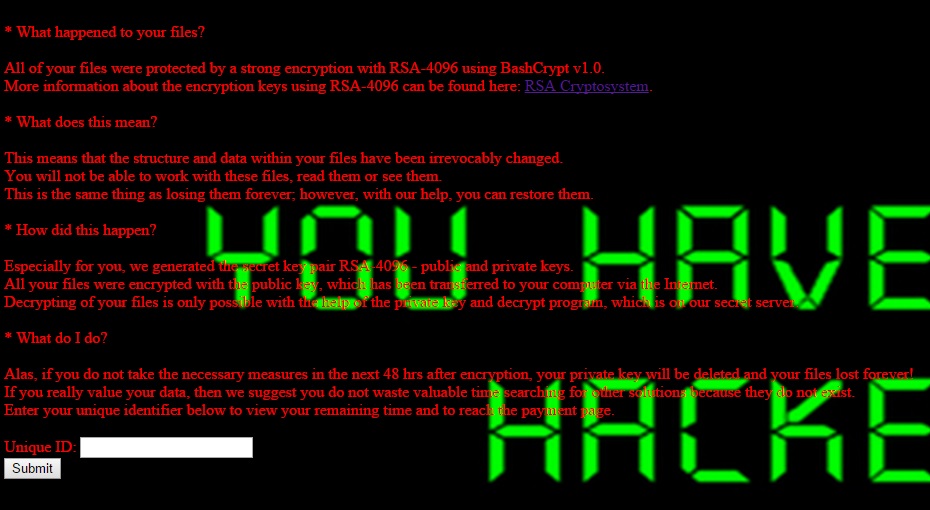 * What happened to your files?
All of your files were protected by a strong encryption with RSA-4096 using BashCrypt v1.0.
More information about the encryption keys using RSA-4096 can be found here: RSA Cryptosystem.
* What does this mean?
This means that the structure and data within your files have been irrevocably changed.
You will not be able to work with these files, read them or see them.
This is the same thing as losing them forever; however, with our help, you can restore them.
YOU HAVE
* How did this happen?
Especially for you, we generated the secret key pair RSA-4096 - public and private keys.
All your files were encrypted with the public key, which has been transferred to your computer via the Internet.
Decrypting of your files is only possible with the help of the private key and decrypt program, which is on our secret server.
* What do I do?
Alas, if you do not take the necessary measures in the next 48 hrs after encryption, your private key will be deleted and your files lost forever!
If you really value your data, then we suggest you do not waste valuable time searching for other solutions because they do not exist.
Enter your unique identifier below to view your remaining time and to reach the payment page.
HACKE
Unique ID:
Submit